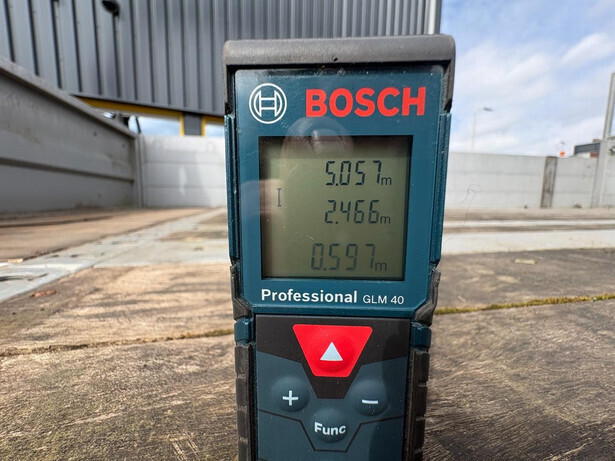 BOSCH
5.057m
2.466m
0.597m
Professional GLM 40
+
−
Func